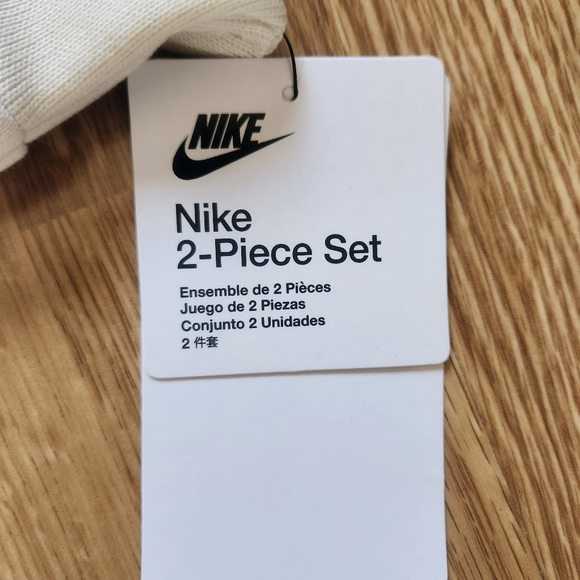 NIKE
Nike
2-Piece Set
Ensemble de 2 Pièces
Juego de 2 Piezas
Conjunto 2 Unidades
2 件套